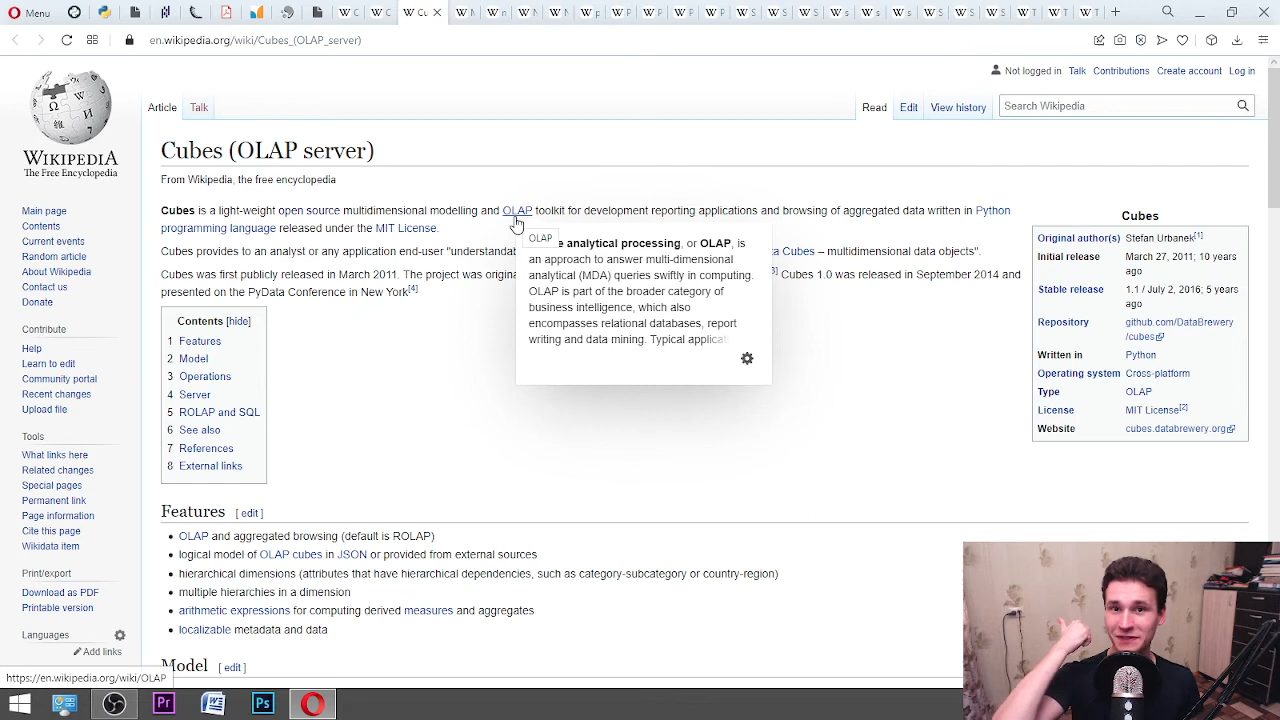 Menu
C
C
Cu
en.wikipedia.org/wiki/Cubes_(OLAP_server)
Not logged in Talk Contributions Create account Log in
Article Talk
Read Edit View history
Search Wikipedia
WIKIPEDIA
The Free Encyclopedia
Main page
Contents
Current events
Random article
About Wikipedia
Contact us
Donate
Contribute
Help
Learn to edit
Community portal
Recent changes
Upload file
Tools
What links here
Related changes
Special pages
Permanent link
Page information
Cite this page
Wikidata item
Print/export
Download as PDF
Printable version
Languages
Add links
Cubes (OLAP server)
From Wikipedia, the free encyclopedia
Cubes is a light-weight open source multidimensional modelling and OLAP toolkit for development reporting applications and browsing of aggregated data written in Python
programming language released under the MIT License.
Cubes provides to an analyst or any application end-user "understandab
ta Cubes – multidimensional data objects".
Cubes was first publicly released in March 2011. The project was origina
[3] Cubes 1.0 was released in September 2014 and
presented on the PyData Conference in New York[4]
OLAP
e analytical processing, or OLAP, is
an approach to answer multi-dimensional
analytical (MDA) queries swiftly in computing.
OLAP is part of the broader category of
business intelligence, which also
encompasses relational databases, report
writing and data mining. Typical applicat
Contents [hide]
1 Features
2 Model
3 Operations
4 Server
5 ROLAP and SQL
6 See also
7 References
8 External links
Cubes
Original author(s) Stefan Urbanek[1]
Initial release March 27, 2011; 10 years
ago
Stable release 1.1 / July 2, 2016; 5 years
ago
Repository github.com/DataBrewery
/cubes
Written in Python
Operating system Cross-platform
Type OLAP
License MIT License[2]
Website cubes.databrewery.org
Features [ edit ]
OLAP and aggregated browsing (default is ROLAP)
logical model of OLAP cubes in JSON or provided from external sources
hierarchical dimensions (attributes that have hierarchical dependencies, such as category-subcategory or country-region)
multiple hierarchies in a dimension
arithmetic expressions for computing derived measures and aggregates
localizable metadata and data
Model [ edit ]
https://en.wikipedia.org/wiki/OLAP
Pr
W
Ps